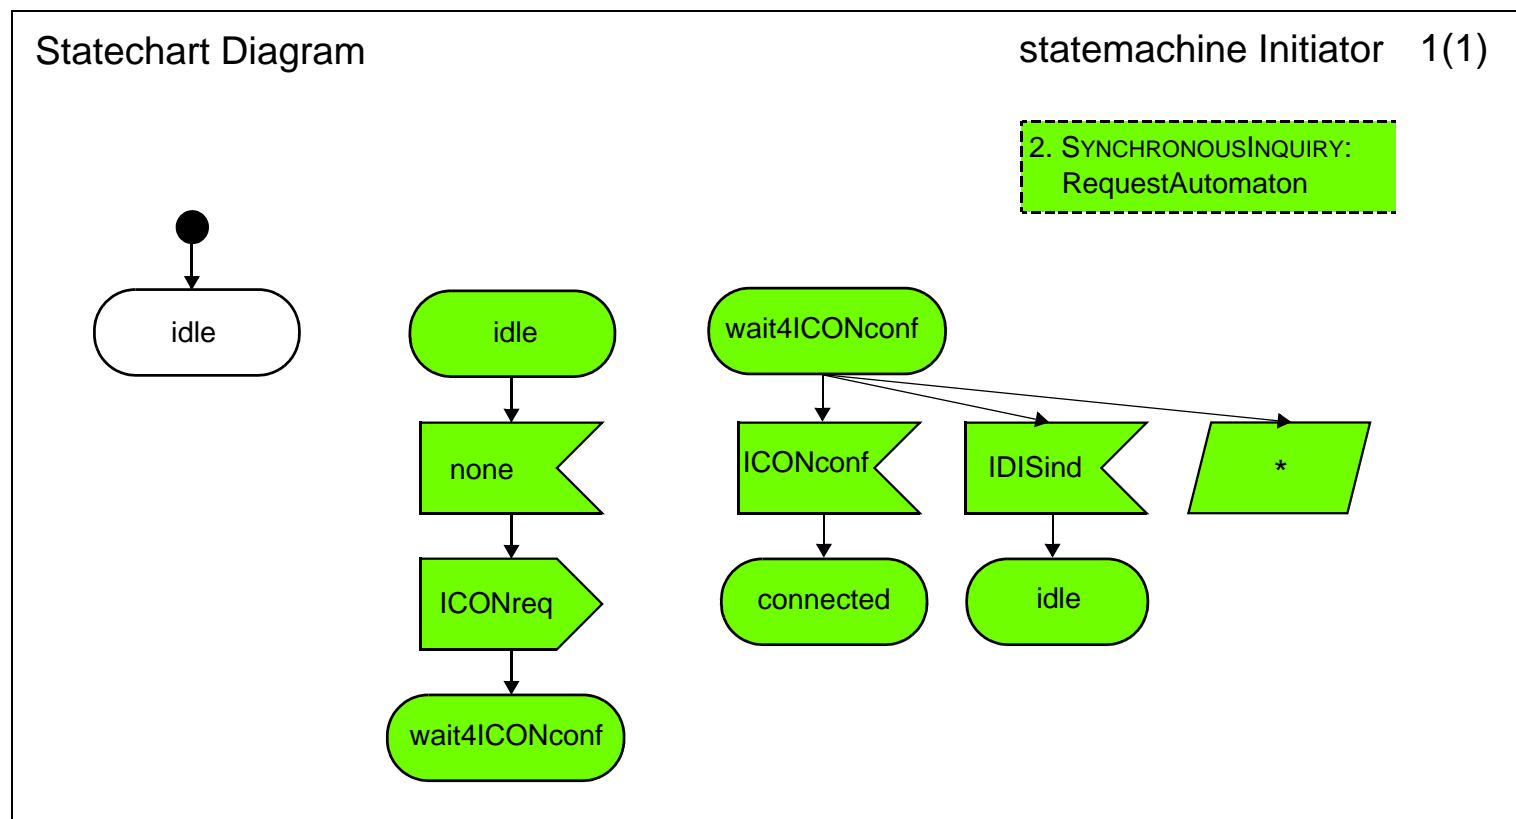 Statechart Diagram
statemachine Initiator 1(1)
2. SYNCHRONOUSINQUIRY:
RequestAutomaton
idle
idle
wait4ICONconf
none
ICONconf
IDISind
*
ICONreq
connected
idle
wait4ICONconf